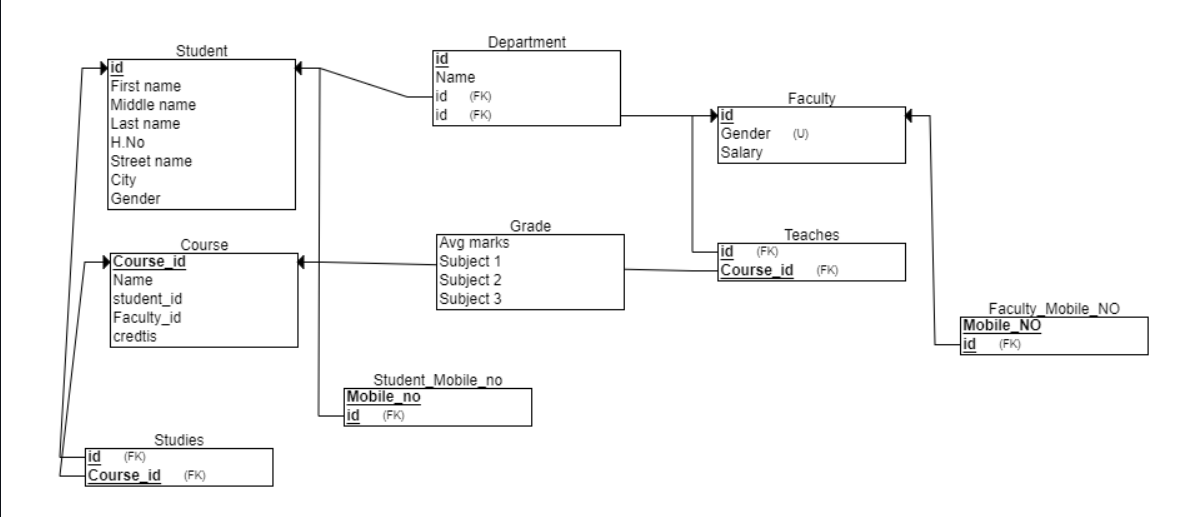 Student
id
First name
Middle name
Last name
H.No
Street name
City
Gender
Department
id
Name
id (FK)
id (FK)
Faculty
id
Gender (U)
Salary
Course
Course_id
Name
student_id
Faculty_id
credtis
Grade
Avg marks
Subject 1
Subject 2
Subject 3
Teaches
id (FK)
Course_id (FK)
Faculty_Mobile_NO
Mobile_NO
id (FK)
Student_Mobile_no
Mobile_no
id (FK)
Studies
id (FK)
Course_id (FK)